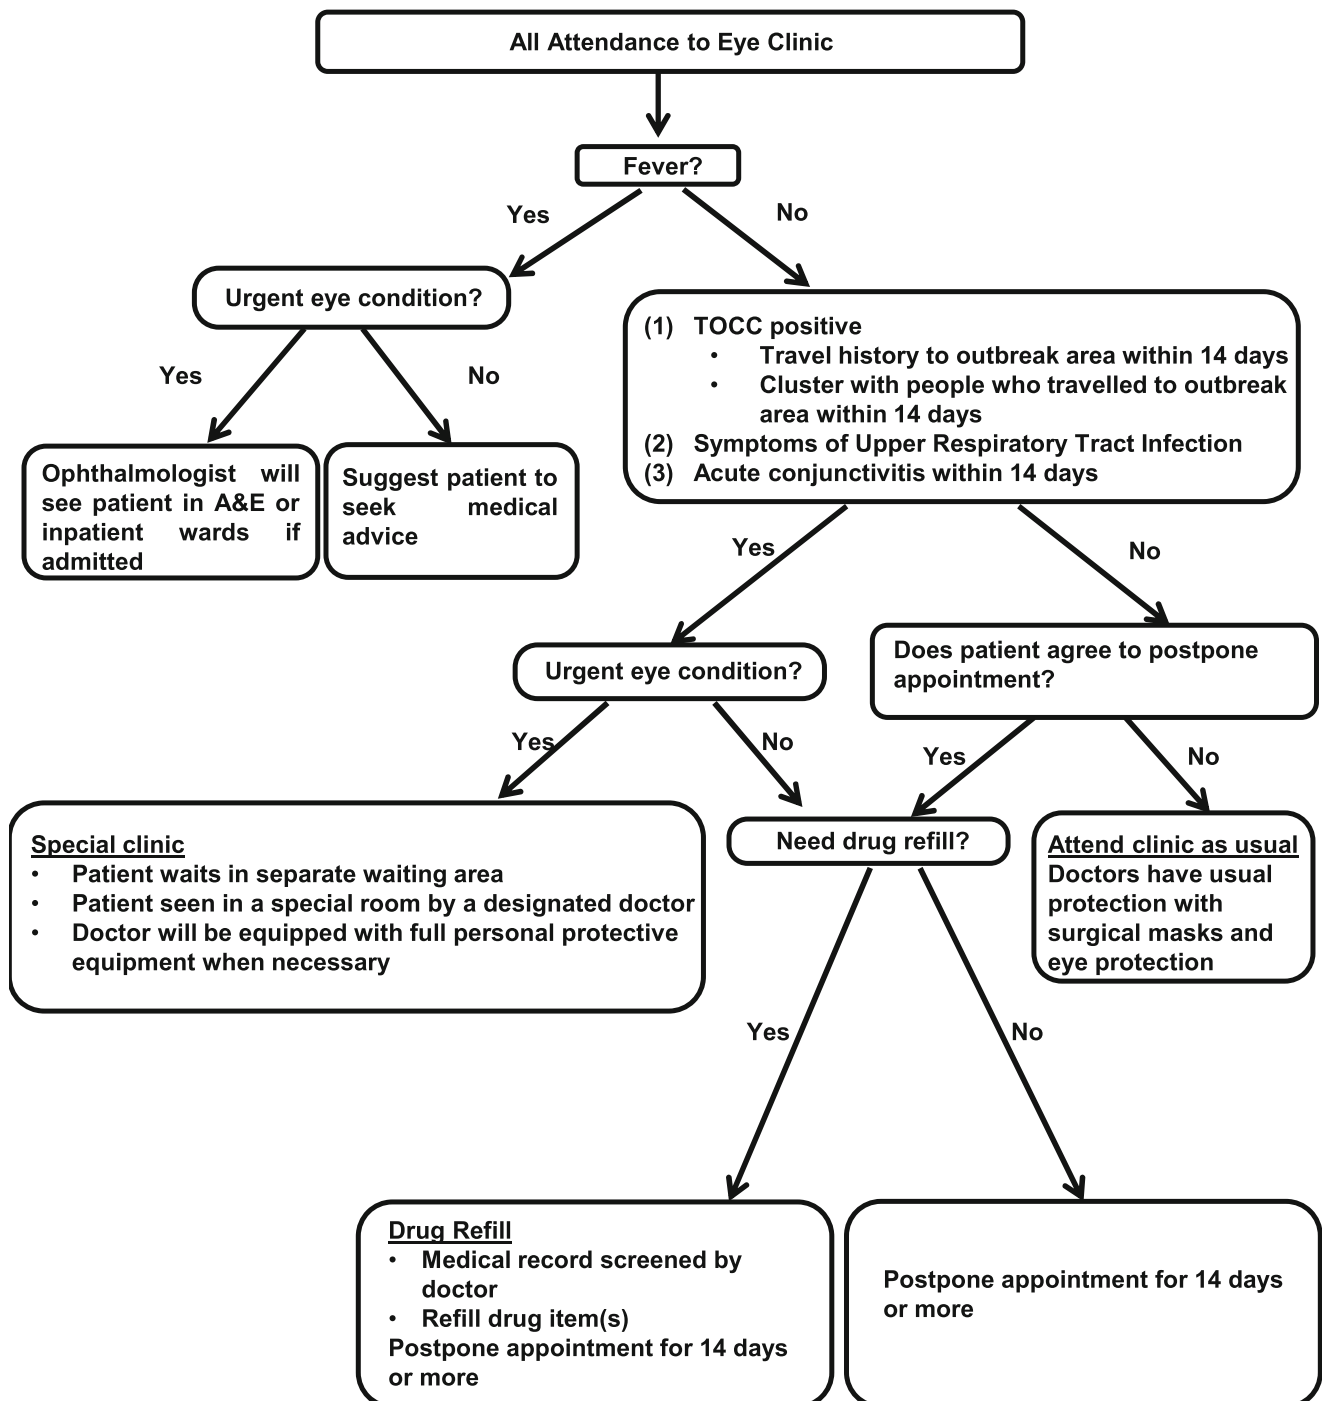 All Attendance to Eye Clinic
Fever?
Yes
No
Urgent eye condition?
Yes
No
Ophthalmologist will
see patient in A&E or
inpatient wards if
admitted
Suggest patient to
seek medical
advice
(1) TOCC positive
• Travel history to outbreak area within 14 days
• Cluster with people who travelled to outbreak
area within 14 days
(2) Symptoms of Upper Respiratory Tract Infection
(3) Acute conjunctivitis within 14 days
Yes
No
Urgent eye condition?
Does patient agree to postpone
appointment?
Yes
No
Yes
No
Special clinic
• Patient waits in separate waiting area
• Patient seen in a special room by a designated doctor
• Doctor will be equipped with full personal protective
equipment when necessary
Need drug refill?
Attend clinic as usual
Doctors have usual
protection with
surgical masks and
eye protection
Yes
No
Drug Refill
• Medical record screened by
doctor
• Refill drug item(s)
Postpone appointment for 14 days
or more
Postpone appointment for 14 days
or more